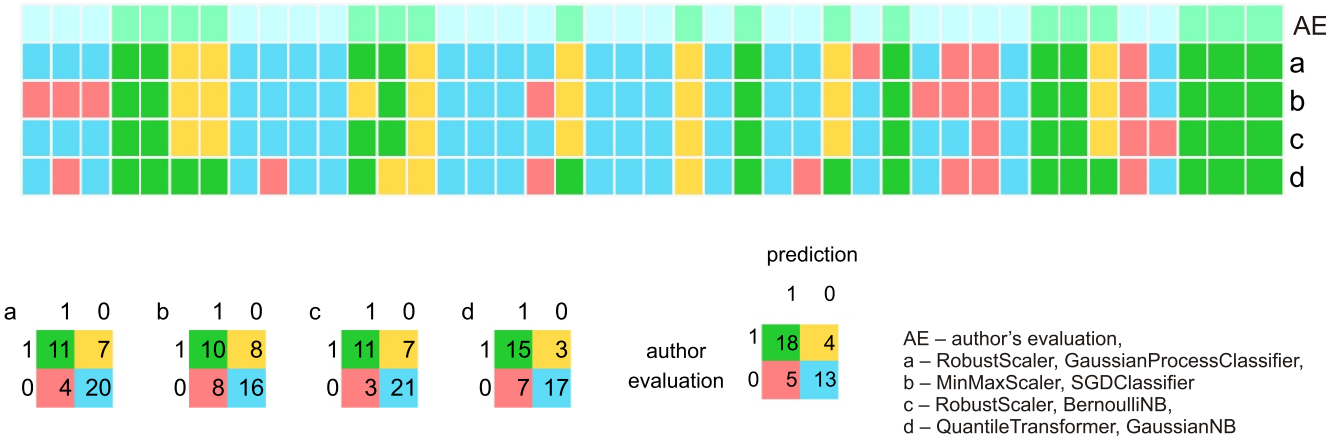 AE
a
b
c
d
prediction
1 0
a 1 0
1 11 7
0 4 20
b 1 0
1 10 8
0 8 16
c 1 0
1 11 7
0 3 21
d 1 0
1 15 3
0 7 17
author
evaluation
1 18 4
0 5 13
AE – author's evaluation,
a – RobustScaler, GaussianProcessClassifier,
b – MinMaxScaler, SGDClassifier
c – RobustScaler, BernoulliNB,
d – QuantileTransformer, GaussianNB